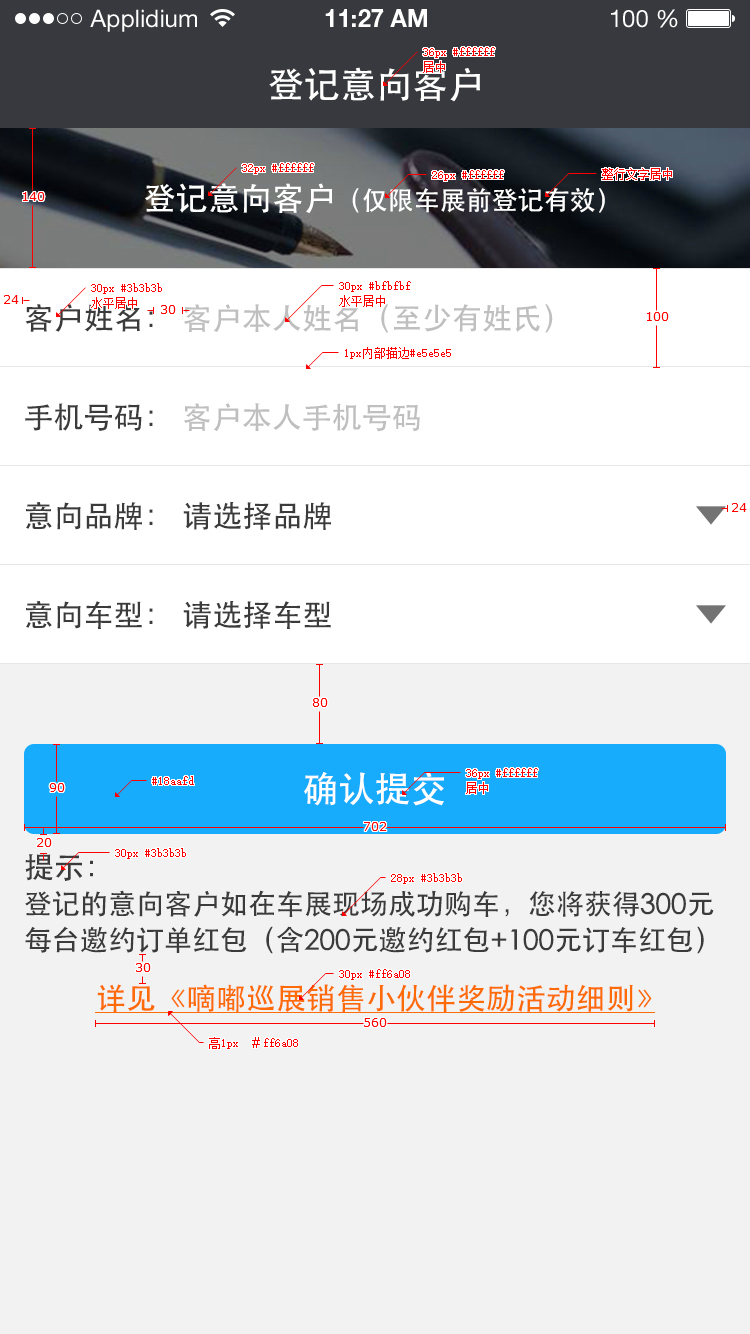 Applidium 11:27 AM 100 %
36px #ffffff
居中
登记意向客户
32px #ffffff
26px #ffffff
整行文字居中
140
登记意向客户（仅限车展前登记有效）
30px #3b3b3b
水平居中
30px #bfbfbf
水平居中
24
30
100
客户姓名： 客户本人姓名（至少有姓氏）
1px内部描边#e5e5e5
手机号码： 客户本人手机号码
意向品牌： 请选择品牌
24
意向车型： 请选择车型
80
90
#18aafd
36px #ffffff
居中
确认提交
702
20
30px #3b3b3b
提示：
28px #3b3b3b
登记的意向客户如在车展现场成功购车，您将获得300元
每台邀约订单红包（含200元邀约红包+100元订车红包）
30
30px #ff6a08
详见《嘀嘟巡展销售小伙伴奖励活动细则》
560
高1px #ff6a08